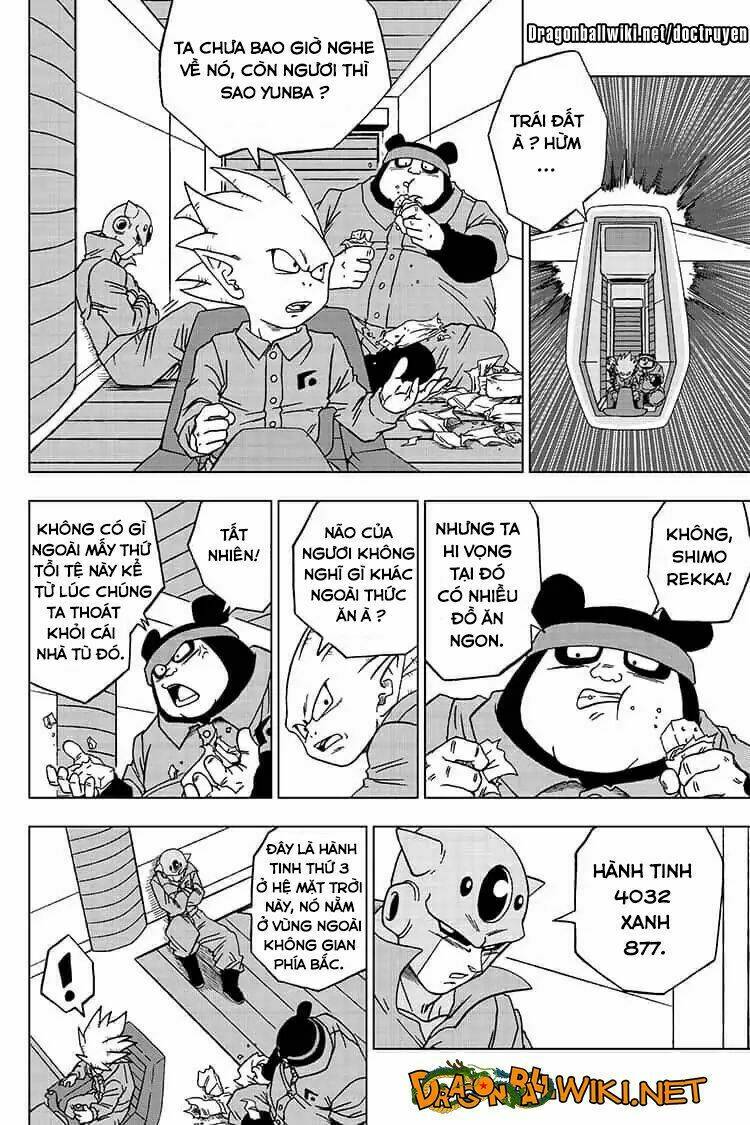 Dragonballwiki.net/doctruyen
TRÁI ĐẤT
À ? HỪM
...
TA CHƯA BAO GIỜ NGHE
VỀ NÓ, CÒN NGƯƠI THÌ
SAO YUNBA ?
KHÔNG,
SHIMO
REKKA!
NHƯNG TA
HI VỌNG
TẠI ĐÓ
CÓ NHIỀU
ĐỒ ĂN
NGON.
NÃO CỦA
NGƯƠI KHÔNG
NGHĨ GÌ KHÁC
NGOÀI THỨC
ĂN À ?
TẤT
NHIÊN!
KHÔNG CÓ GÌ
NGOÀI MẤY THỨ
TỒI TỆ NÀY KỂ
TỪ LÚC CHÚNG
TA THOÁT
KHỎI CÁI
NHÀ TÙ ĐÓ.
HÀNH TINH
4032
XANH
877.
ĐÂY LÀ HÀNH
TINH THỨ 3
Ở HỆ MẶT TRỜI
NÀY, NÓ NẰM
Ở VÙNG NGOÀI
KHÔNG GIAN
PHÍA BẮC.
!
DRAGON BALL WIKI.NET